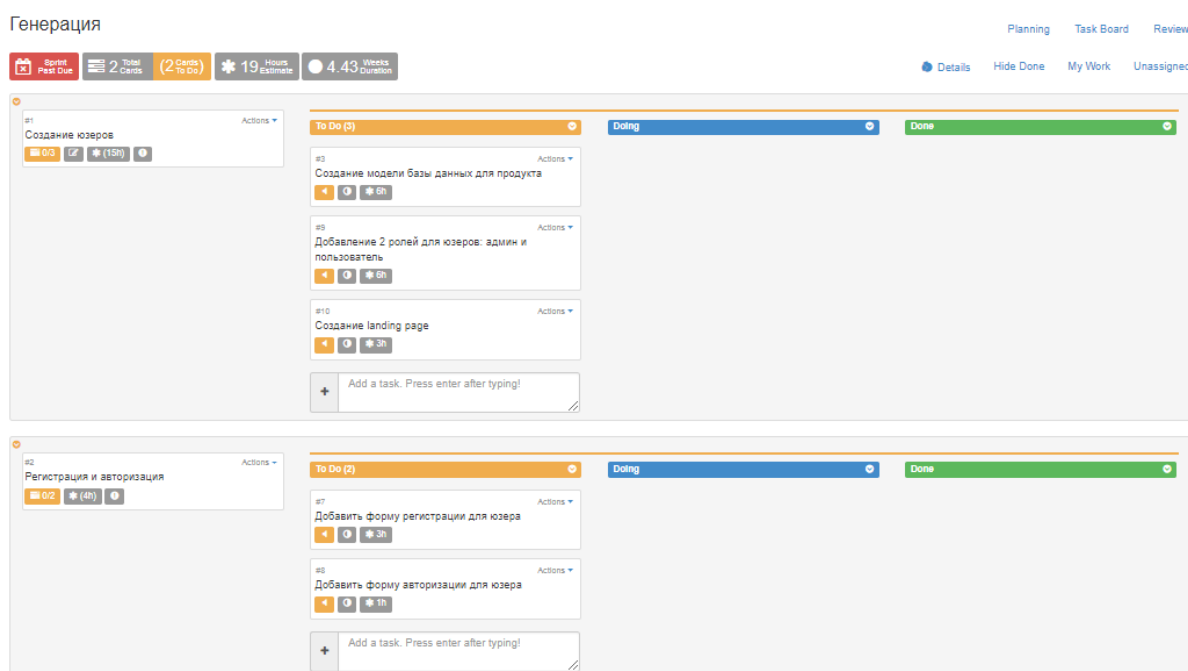 Генерация
Planning Task Board Review
Sprint Past Due 2 Total Cards (2 Cards To Do) 19 Hours Estimate 4.43 Weeks Duration
Details Hide Done My Work Unassigned
#1 Actions
Создание юзеров
0/3 (15h)
To Do (3) Doing Done
#3 Actions
Создание модели базы данных для продукта
6h
#9 Actions
Добавление 2 ролей для юзеров: админ и
пользователь
6h
#10 Actions
Создание landing page
3h
+ Add a task. Press enter after typing!
#2 Actions
Регистрация и авторизация
0/2 (4h)
To Do (2) Doing Done
#7 Actions
Добавить форму регистрации для юзера
3h
#8 Actions
Добавить форму авторизации для юзера
1h
+ Add a task. Press enter after typing!